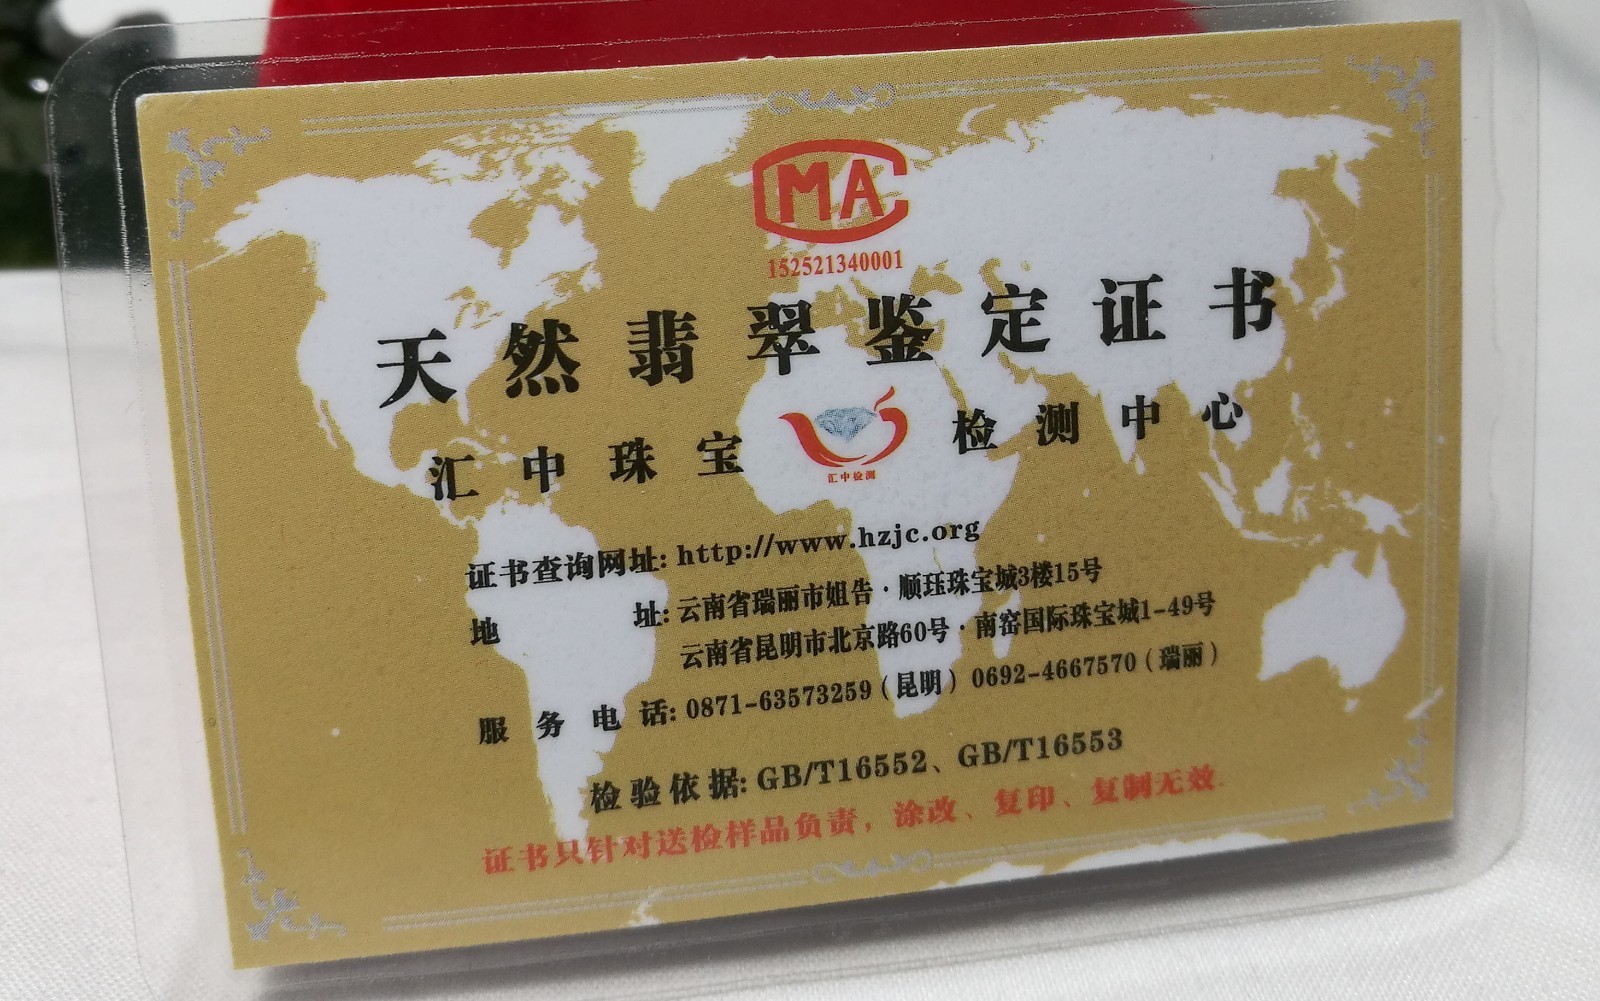 CMA
152521340001
天然翡翠鉴定证书
汇中珠宝 检测中心
汇中检测
证书查询网址: http://www.hzjc.org
地 址: 云南省瑞丽市姐告·顺珏珠宝城3楼15号
云南省昆明市北京路60号·南窑国际珠宝城1-49号
服务电话: 0871-63573259（昆明）0692-4667570（瑞丽）
检验依据: GB/T16552、GB/T16553
证书只针对送检样品负责，涂改、复印、复制无效.